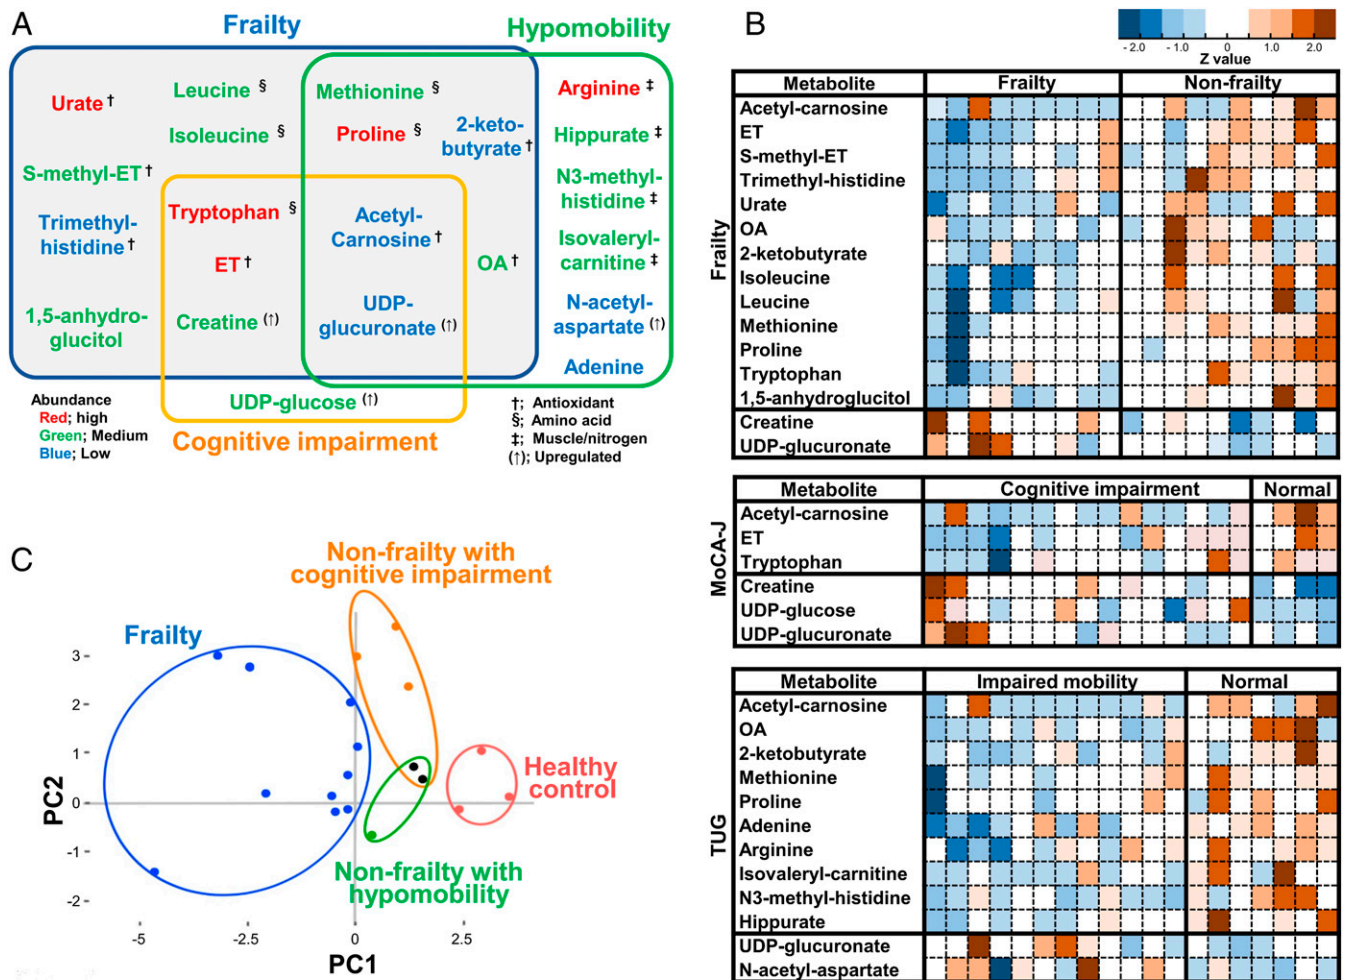 A
Frailty
Hypomobility
Urate †
Leucine §
Isoleucine §
S-methyl-ET †
Trimethyl-
histidine †
1,5-anhydro-
glucitol
Methionine §
Proline §
2-keto-
butyrate †
Tryptophan §
ET †
Creatine (↑)
Acetyl-
Carnosine †
UDP-
glucuronate (↑)
OA †
Arginine ‡
Hippurate ‡
N3-methyl-
histidine ‡
Isovaleryl-
carnitine ‡
N-acetyl-
aspartate (↑)
Adenine
UDP-glucose (↑)
Cognitive impairment
Abundance
Red; high
Green; Medium
Blue; Low
†; Antioxidant
§; Amino acid
‡; Muscle/nitrogen
(↑); Upregulated
B
- 2.0 - 1.0 0 1.0 2.0
Z value
Metabolite Frailty Non-frailty
Frailty
Acetyl-carnosine
ET
S-methyl-ET
Trimethyl-histidine
Urate
OA
2-ketobutyrate
Isoleucine
Leucine
Methionine
Proline
Tryptophan
1,5-anhydroglucitol
Creatine
UDP-glucuronate
Metabolite Cognitive impairment Normal
MoCA-J
Acetyl-carnosine
ET
Tryptophan
Creatine
UDP-glucose
UDP-glucuronate
Metabolite Impaired mobility Normal
TUG
Acetyl-carnosine
OA
2-ketobutyrate
Methionine
Proline
Adenine
Arginine
Isovaleryl-carnitine
N3-methyl-histidine
Hippurate
UDP-glucuronate
N-acetyl-aspartate
C
Non-frailty with
cognitive impairment
Frailty
Healthy
control
Non-frailty with
hypomobility
PC2
3
2
1
0
-1
-2
-5 -2.5 0 2.5
PC1